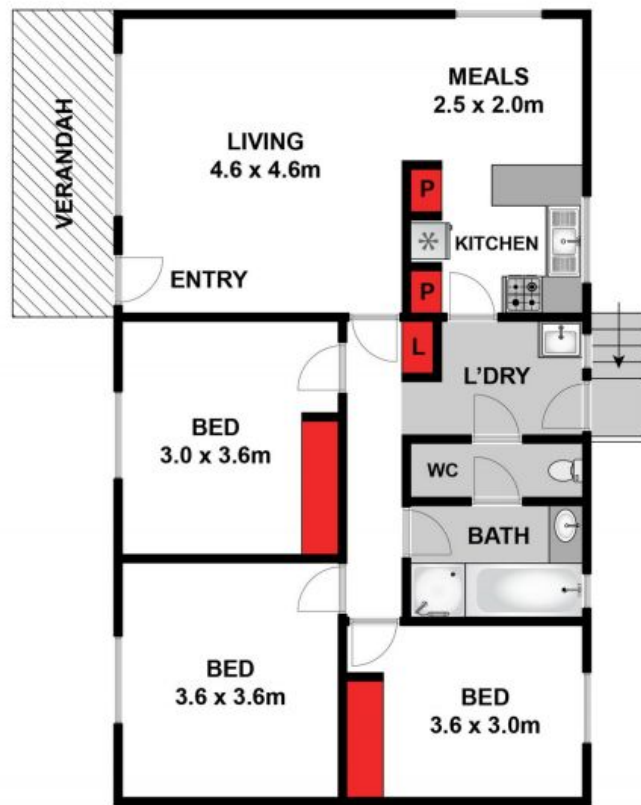 VERANDAH
MEALS
2.5 x 2.0m
LIVING
4.6 x 4.6m
P
KITCHEN
P
ENTRY
L
L'DRY
BED
3.0 x 3.6m
WC
BATH
BED
3.6 x 3.6m
BED
3.6 x 3.0m